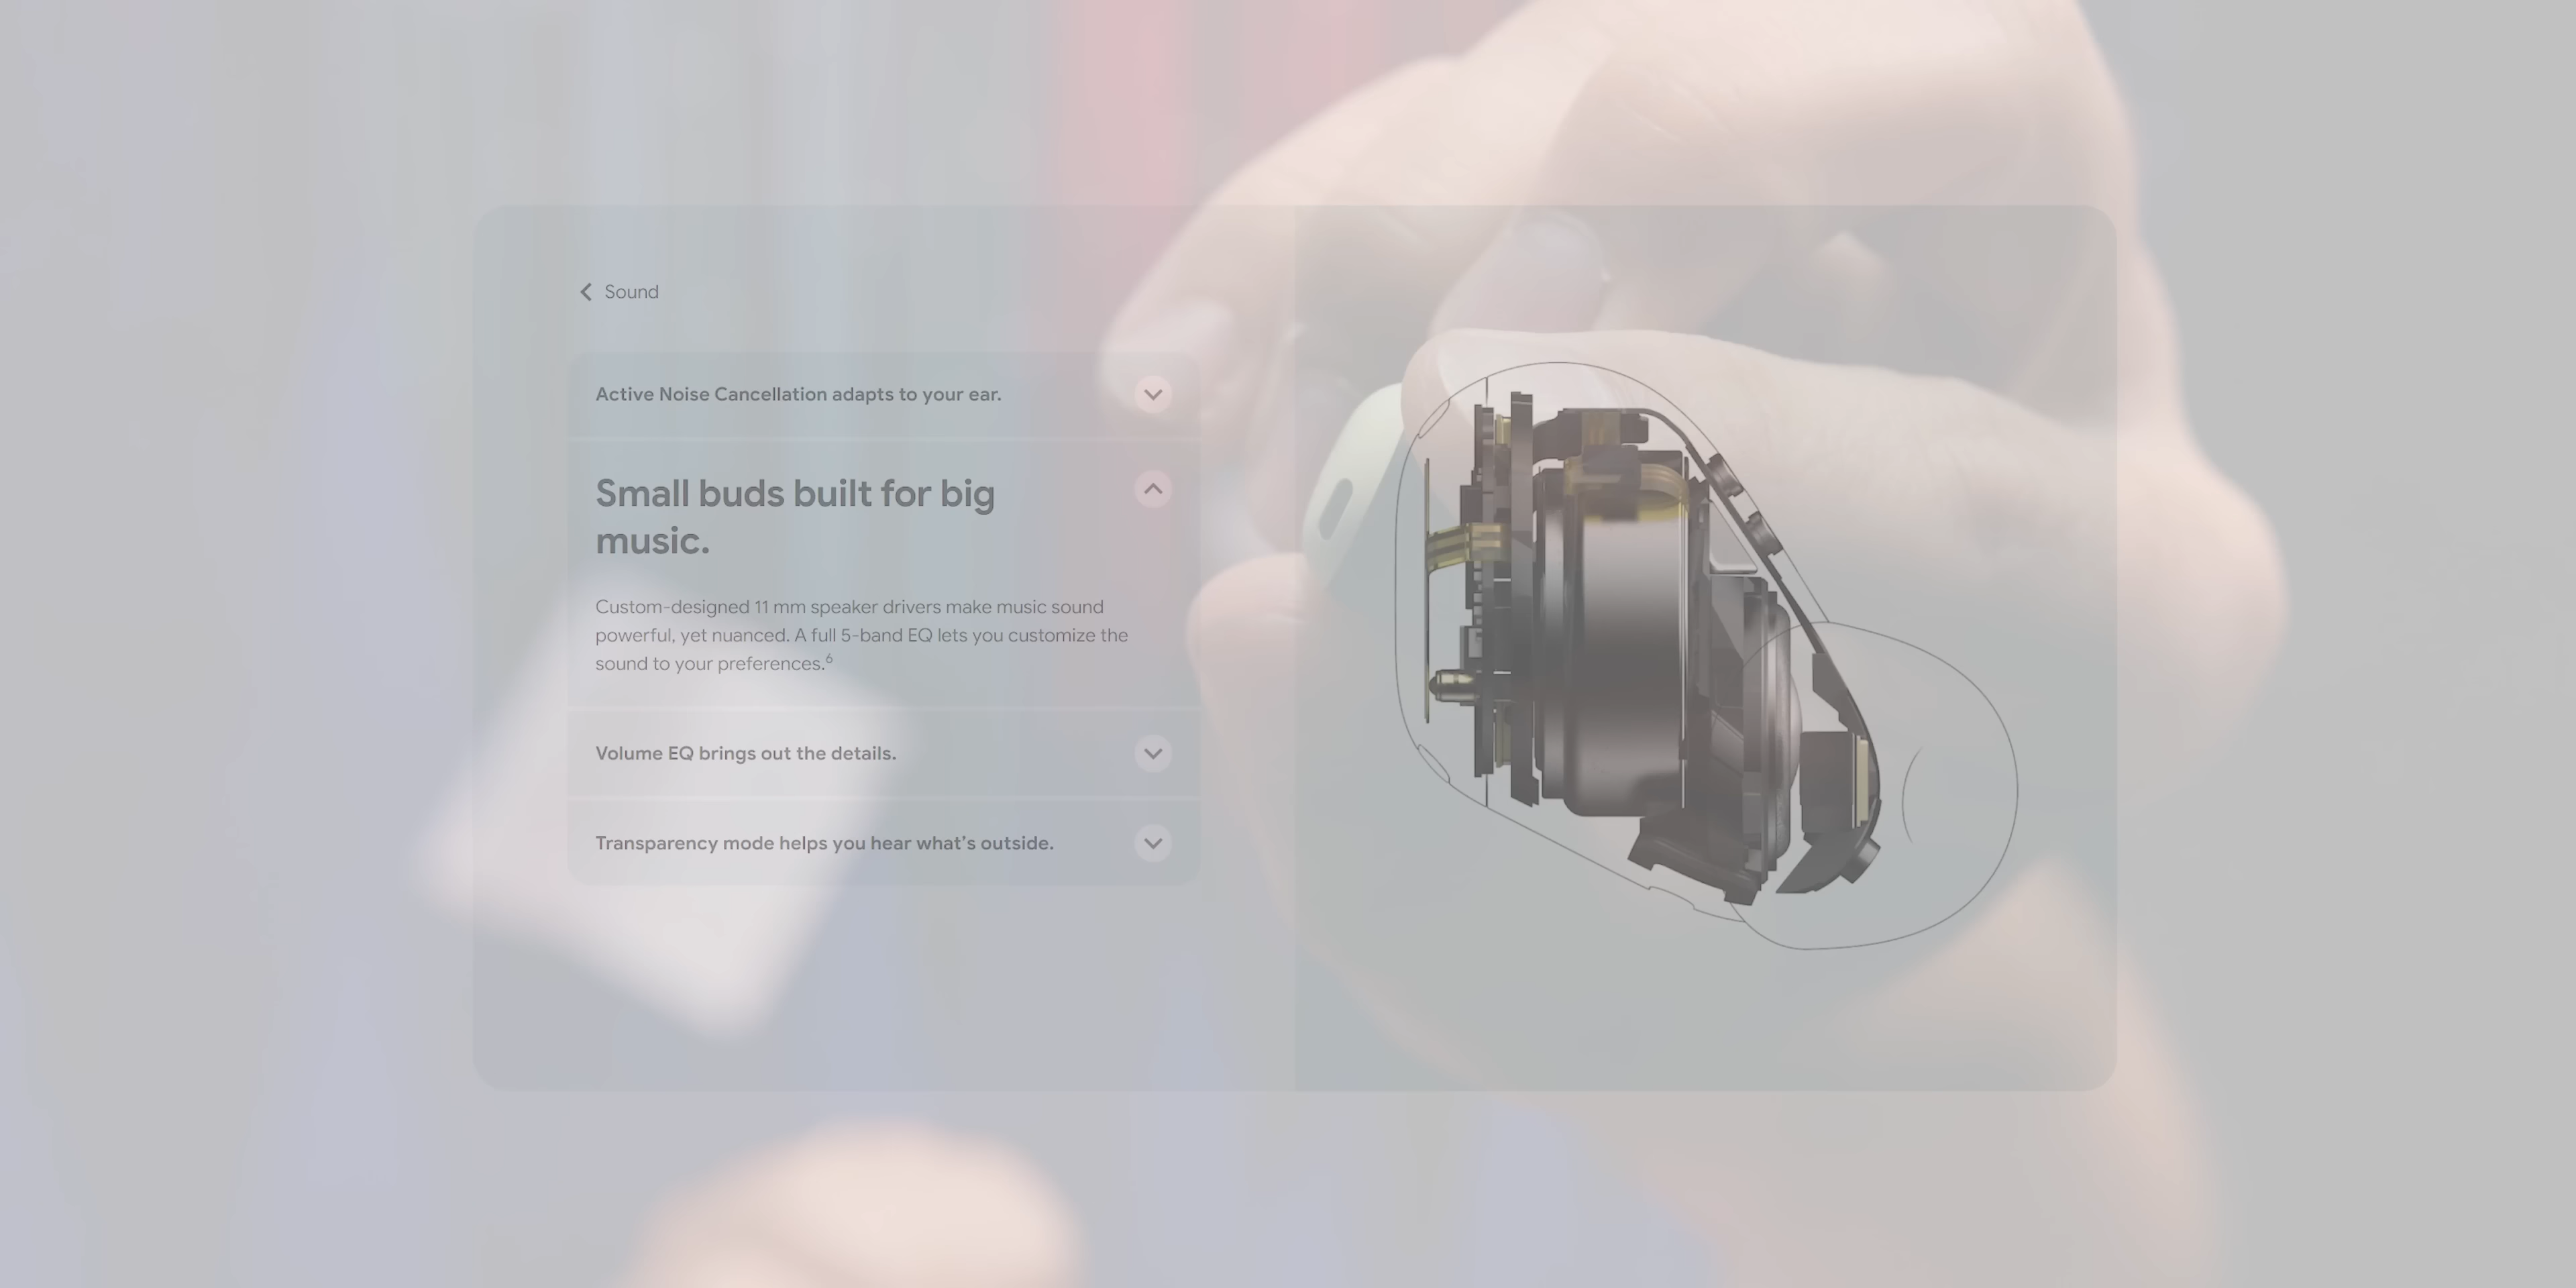 Sound
Active Noise Cancellation adapts to your ear.
Small buds built for big
music.
Custom-designed 11 mm speaker drivers make music sound
powerful, yet nuanced. A full 5-band EQ lets you customize the
sound to your preferences.⁶
Volume EQ brings out the details.
Transparency mode helps you hear what's outside.